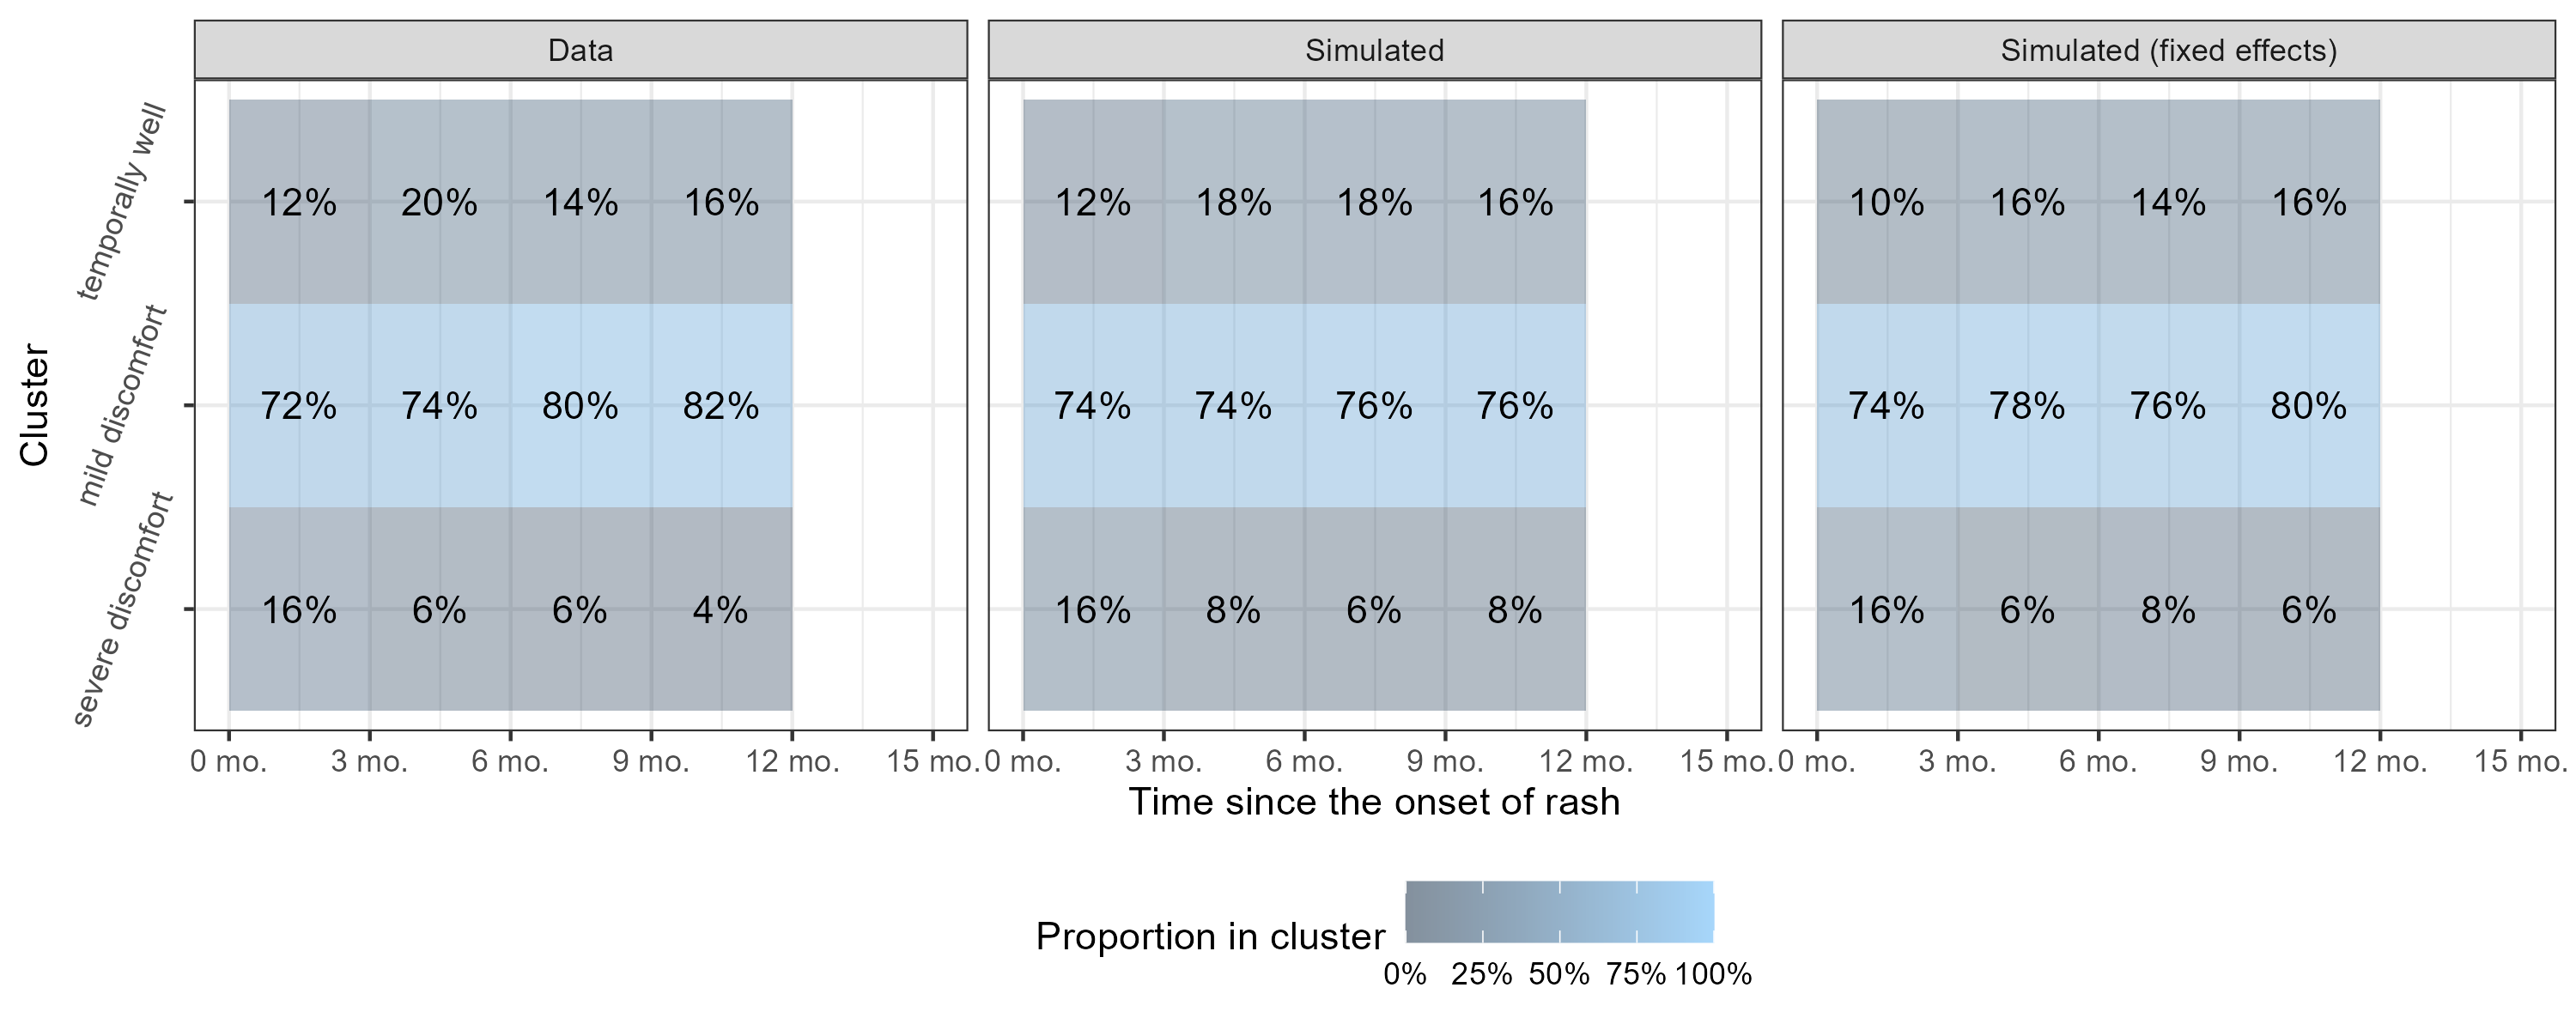 Data Simulated Simulated (fixed effects)
temporally well
12% 20% 14% 16% 12% 18% 18% 16% 10% 16% 14% 16%
Cluster
mild discomfort
72% 74% 80% 82% 74% 74% 76% 76% 74% 78% 76% 80%
severe discomfort
16% 6% 6% 4% 16% 8% 6% 8% 16% 6% 8% 6%
0 mo. 3 mo. 6 mo. 9 mo. 12 mo. 15 mo. 0 mo. 3 mo. 6 mo. 9 mo. 12 mo. 15 mo. 0 mo. 3 mo. 6 mo. 9 mo. 12 mo. 15 mo.
Time since the onset of rash
Proportion in cluster
0% 25% 50% 75% 100%